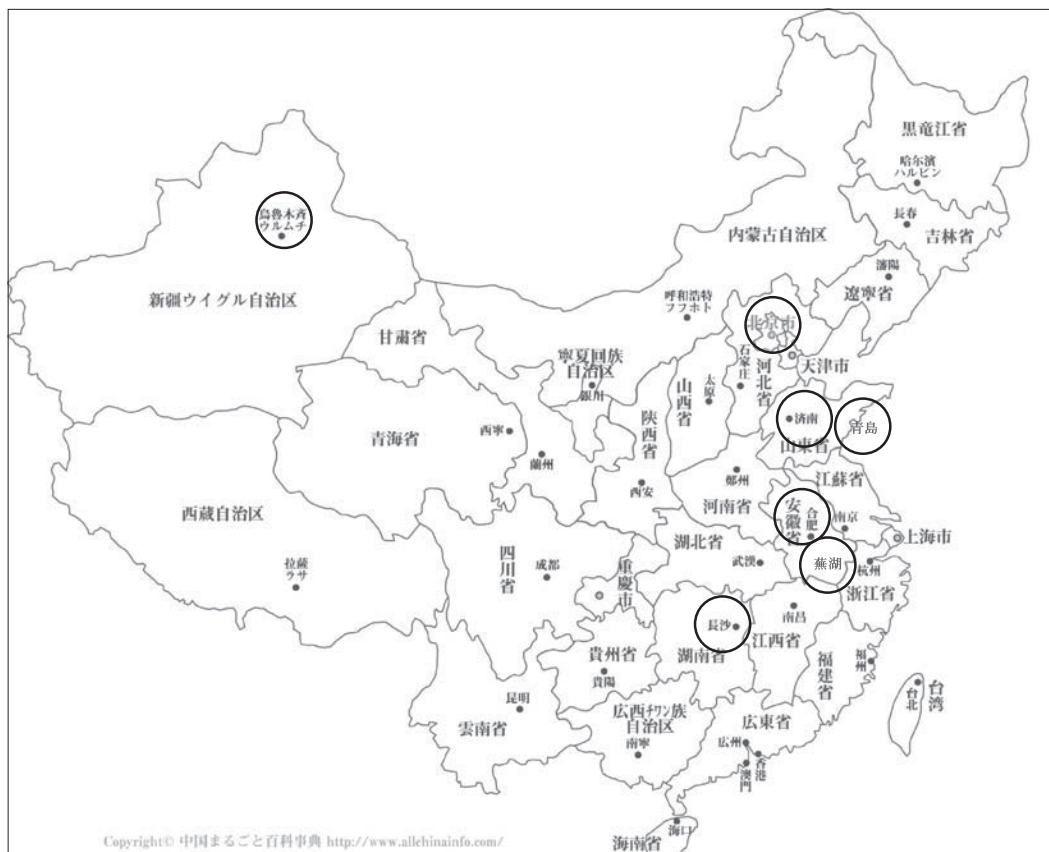 黒竜江省
哈尔濱
ハルビン
長春
吉林省
内蒙古自治区
瀋陽
遼寧省
烏魯木斉
ウルムチ
新疆ウイグル自治区
甘粛省
呼和浩特
フフホト
北京市
天津市
河北省
石家庄
寧夏回族
自治区
銀川
山西省
太原
陝西省
済南
青島
山東省
青海省
西寧
蘭州
西安
鄭州
河南省
江蘇省
西蔵自治区
拉薩
ラサ
四川省
成都
重慶市
湖北省
武漢
安徽省
合肥
南京
上海市
蕪湖
杭州
浙江省
長沙
湖南省
南昌
江西省
貴州省
貴陽
福建省
福州
台湾
台北
昆明
雲南省
広西チワン族
自治区
南寧
広東省
広州
香港
澳門
海口
海南省
Copyright© 中国まるごと百科事典 http://www.allchinainfo.com/